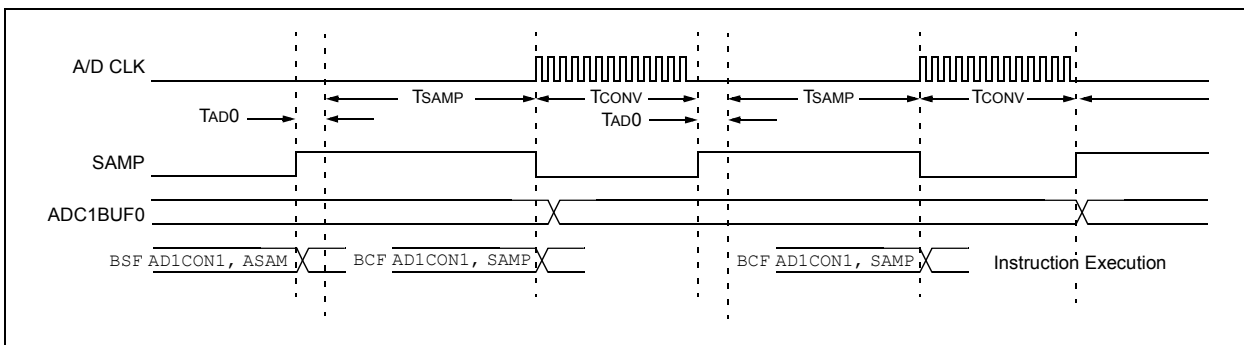 A/D CLK
TSAMP TCONV TSAMP TCONV
TAD0 TAD0
SAMP
ADC1BUF0
BSF AD1CON1, ASAM BCF AD1CON1, SAMP BCF AD1CON1, SAMP Instruction Execution